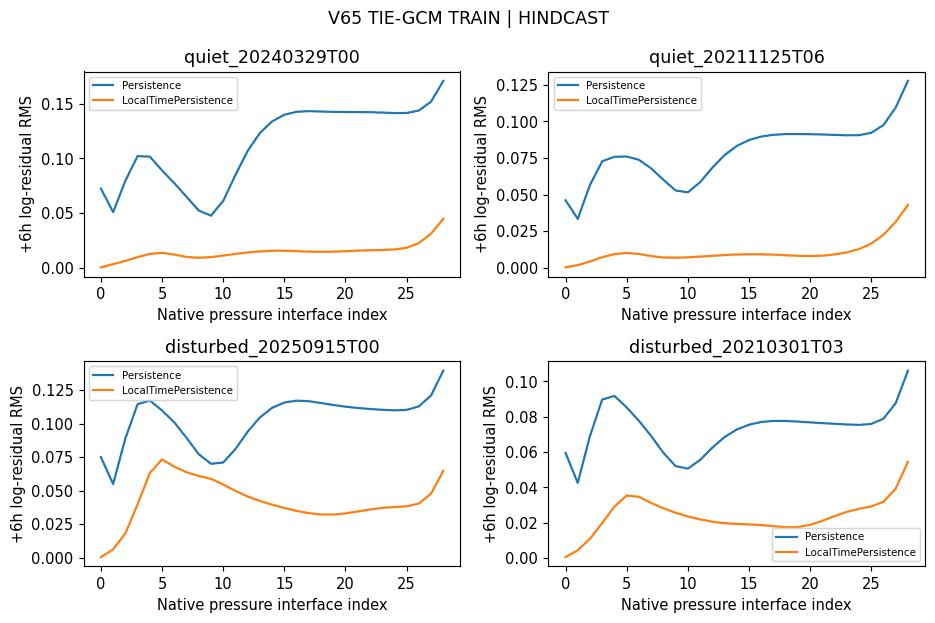 V65 TIE-GCM TRAIN | HINDCAST
quiet_20240329T00
+6h log-residual RMS
0.15
0.10
0.05
0.00
Persistence
LocalTimePersistence
0 5 10 15 20 25
Native pressure interface index
quiet_20211125T06
+6h log-residual RMS
0.125
0.100
0.075
0.050
0.025
0.000
Persistence
LocalTimePersistence
0 5 10 15 20 25
Native pressure interface index
disturbed_20250915T00
+6h log-residual RMS
0.125
0.100
0.075
0.050
0.025
0.000
Persistence
LocalTimePersistence
0 5 10 15 20 25
Native pressure interface index
disturbed_20210301T03
+6h log-residual RMS
0.10
0.08
0.06
0.04
0.02
0.00
Persistence
LocalTimePersistence
0 5 10 15 20 25
Native pressure interface index